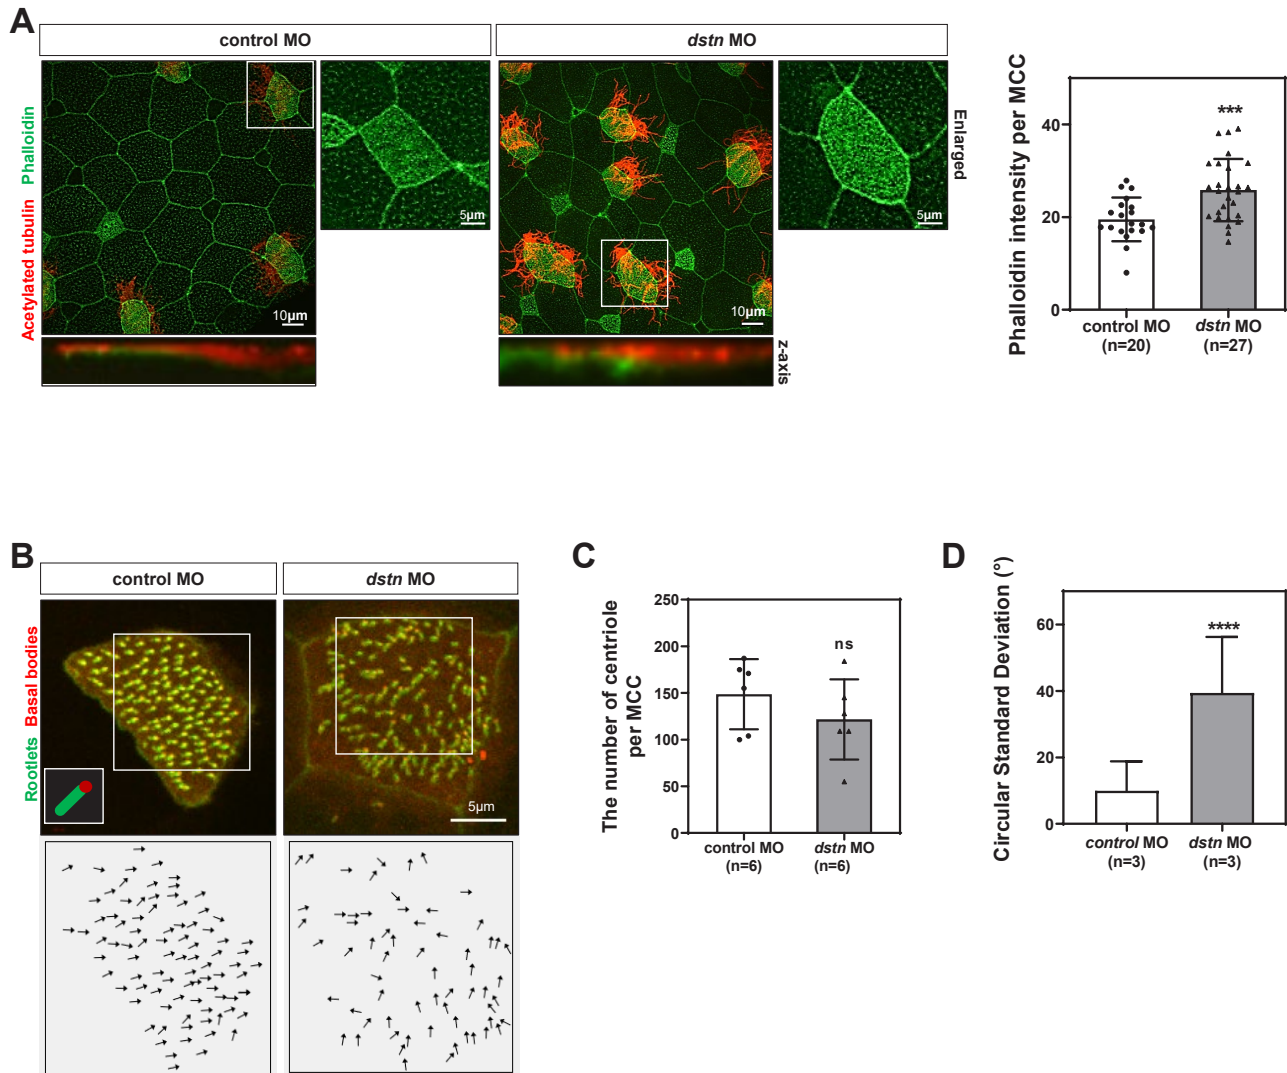 A
control MO
dstn MO
Acetylated tubulin Phalloidin
10µm
5µm
10µm
5µm
Enlarged
z-axis
Phalloidin intensity per MCC
40
20
0
***
control MO
(n=20)
dstn MO
(n=27)
B
control MO
dstn MO
Rootlets Basal bodies
5µm
C
The number of centriole
per MCC
250
200
150
100
50
0
ns
control MO
(n=6)
dstn MO
(n=6)
D
Circular Standard Deviation (°)
60
40
20
0
****
control MO
(n=3)
dstn MO
(n=3)